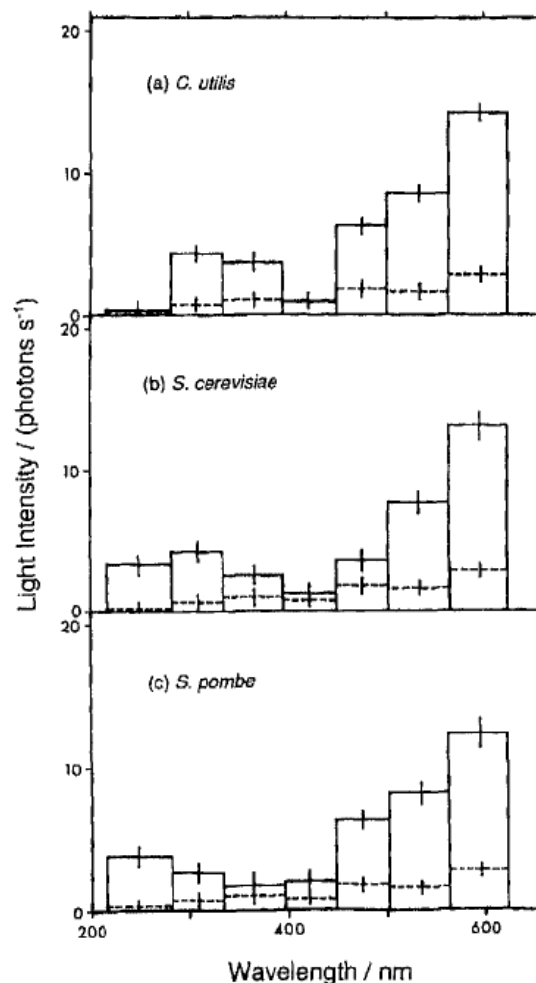 20
(a) C. utilis
10
0
20
(b) S. cerevisiae
10
0
20
(c) S. pombe
10
0
200
400
600
Light Intensity / (photons s⁻¹)
Wavelength / nm